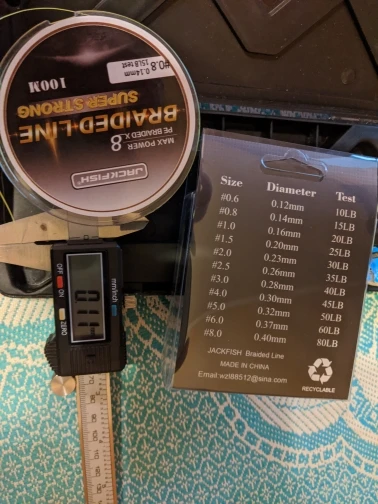 JACKFISH
MAX POWER
PE BRAIDED X 8
BRAIDED LINE
SUPER STRONG
100M
#0.8
0.14mm
15LB test
OFF ON
ZERO
mm/inch
Size Diameter Test
#0.6 0.12mm 10LB
#0.8 0.14mm 15LB
#1.0 0.16mm 20LB
#1.5 0.20mm 25LB
#2.0 0.23mm 30LB
#2.5 0.26mm 35LB
#3.0 0.28mm 40LB
#4.0 0.30mm 45LB
#5.0 0.32mm 50LB
#6.0 0.37mm 60LB
#8.0 0.40mm 80LB
JACKFISH Braided Line
MADE IN CHINA
Email:wzl88512@sina.com
RECYCLABLE